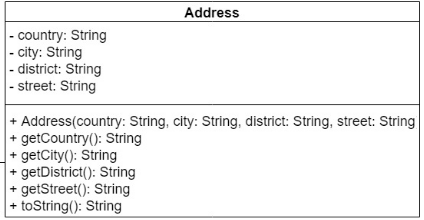 Address
- country: String
- city: String
- district: String
- street: String
+ Address(country: String, city: String, district: String, street: String
+ getCountry(): String
+ getCity(): String
+ getDistrict(): String
+ getStreet(): String
+ toString(): String